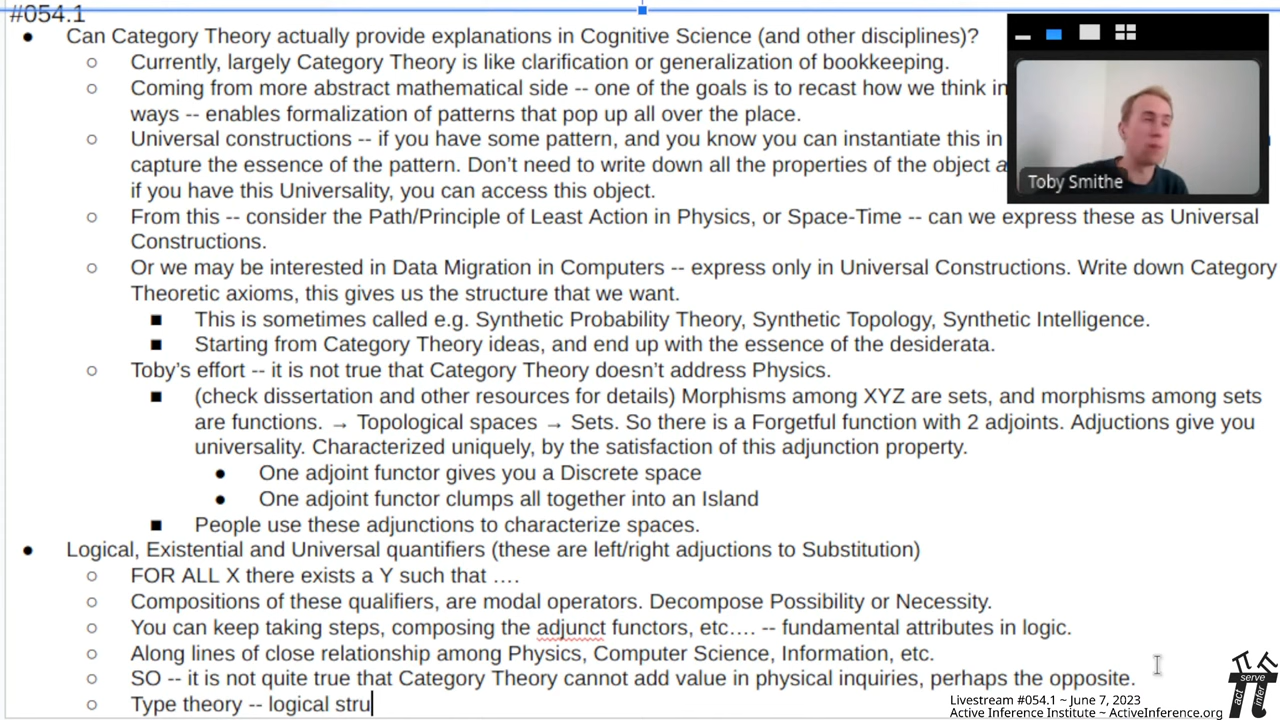 #054.1
● Can Category Theory actually provide explanations in Cognitive Science (and other disciplines)?
○ Currently, largely Category Theory is like clarification or generalization of bookkeeping.
○ Coming from more abstract mathematical side -- one of the goals is to recast how we think in
ways -- enables formalization of patterns that pop up all over the place.
○ Universal constructions -- if you have some pattern, and you know you can instantiate this in
capture the essence of the pattern. Don't need to write down all the properties of the object a
if you have this Universality, you can access this object.
○ From this -- consider the Path/Principle of Least Action in Physics, or Space-Time -- can we express these as Universal
Constructions.
○ Or we may be interested in Data Migration in Computers -- express only in Universal Constructions. Write down Category
Theoretic axioms, this gives us the structure that we want.
■ This is sometimes called e.g. Synthetic Probability Theory, Synthetic Topology, Synthetic Intelligence.
■ Starting from Category Theory ideas, and end up with the essence of the desiderata.
○ Toby's effort -- it is not true that Category Theory doesn't address Physics.
■ (check dissertation and other resources for details) Morphisms among XYZ are sets, and morphisms among sets
are functions. → Topological spaces → Sets. So there is a Forgetful function with 2 adjoints. Adjuctions give you
universality. Characterized uniquely, by the satisfaction of this adjunction property.
● One adjoint functor gives you a Discrete space
● One adjoint functor clumps all together into an Island
■ People use these adjunctions to characterize spaces.
● Logical, Existential and Universal quantifiers (these are left/right adjuctions to Substitution)
○ FOR ALL X there exists a Y such that ….
○ Compositions of these qualifiers, are modal operators. Decompose Possibility or Necessity.
○ You can keep taking steps, composing the adjunct functors, etc…. -- fundamental attributes in logic.
○ Along lines of close relationship among Physics, Computer Science, Information, etc.
○ SO -- it is not quite true that Category Theory cannot add value in physical inquiries, perhaps the opposite.
○ Type theory -- logical stru
Toby Smithe
Livestream #054.1 ~ June 7, 2023
Active Inference Institute ~ ActiveInference.org
act serve infer